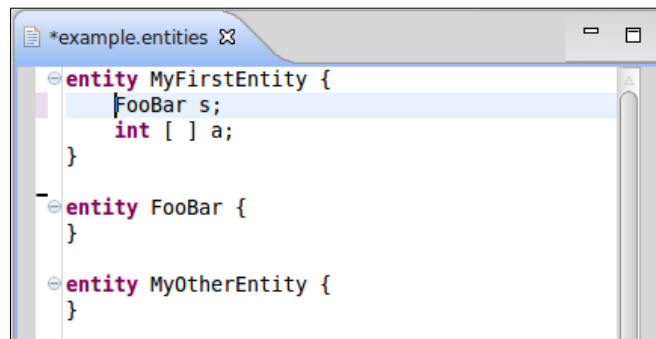 *example.entities
entity MyFirstEntity {
    FooBar s;
    int [ ] a;
}
entity FooBar {
}
entity MyOtherEntity {
}